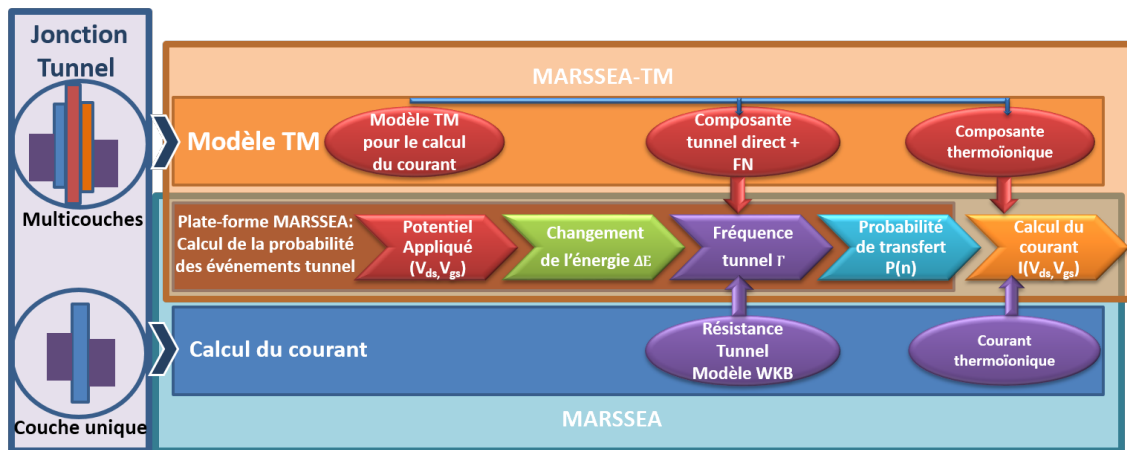 Jonction
Tunnel
Multicouches
Couche unique
MARSSEA-TM
Modèle TM
Modèle TM
pour le calcul
du courant
Composante
tunnel direct +
FN
Composante
thermoïonique
Plate-forme MARSSEA:
Calcul de la probabilité
des événements tunnel
Potentiel
Appliqué
(Vds,Vgs)
Changement
de l'énergie ΔE
Fréquence
tunnel Γ
Probabilité
de transfert
P(n)
Calcul du
courant
I(Vds,Vgs)
Calcul du courant
Résistance
Tunnel
Modèle WKB
Courant
thermoïonique
MARSSEA